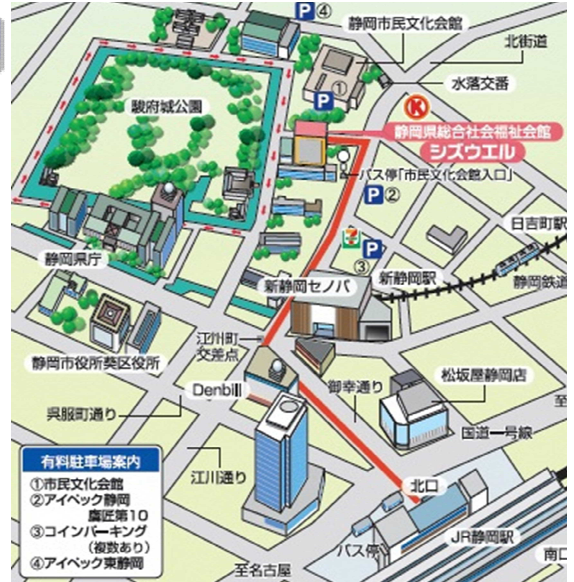 P④
静岡市民文化会館
北街道
水落交番
駿府城公園
P
①
K
静岡県総合社会福祉会館
シズウエル
バス停「市民文化会館入口」
P②
日吉町駅
7
P
③
静岡県庁
新静岡セノバ
新静岡駅
静岡鉄道
江川町
交差点
静岡市役所葵区役所
Denbill
御幸通り
松坂屋静岡店
呉服町通り
国道一号線
至
有料駐車場案内
①市民文化会館
②アイペック静岡
鷹匠第10
③コインパーキング
(複数あり)
④アイペック東静岡
江川通り
北口
バス停
JR静岡駅
至名古屋
南口